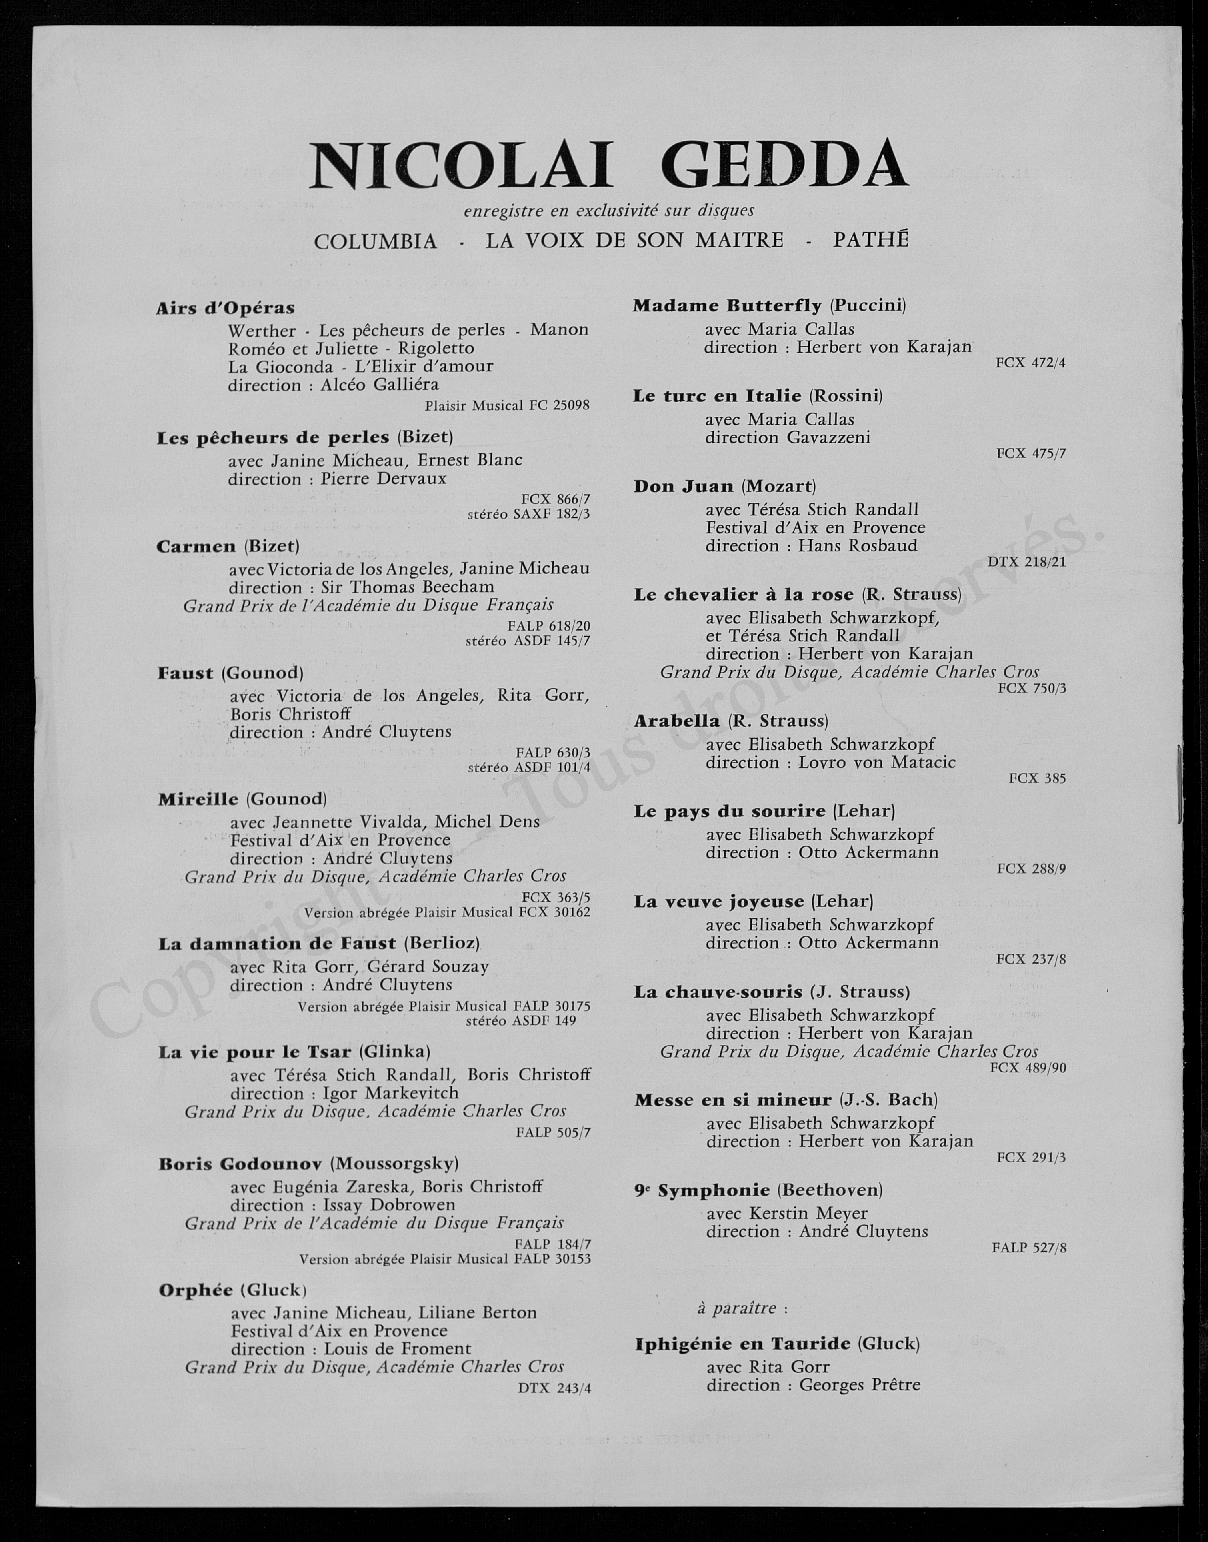 NICOLAI GEDDA
enregistre en exclusivité sur disques
COLUMBIA - LA VOIX DE SON MAITRE - PATHÉ
Airs d'Opéras
Werther - Les pêcheurs de perles - Manon
Roméo et Juliette - Rigoletto
La Gioconda - L'Elixir d'amour
direction : Alcéo Galliéra
Plaisir Musical FC 25098
Les pêcheurs de perles (Bizet)
avec Janine Micheau, Ernest Blanc
direction : Pierre Dervaux
FCX 866/7
stéréo SAXF 182/3
Carmen (Bizet)
avec Victoria de los Angeles, Janine Micheau
direction : Sir Thomas Beecham
Grand Prix de l'Académie du Disque Français
FALP 618/20
stéréo ASDF 145/7
Faust (Gounod)
avec Victoria de los Angeles, Rita Gorr,
Boris Christoff
direction : André Cluytens
FALP 630/3
stéréo ASDF 101/4
Mireille (Gounod)
avec Jeannette Vivalda, Michel Dens
Festival d'Aix en Provence
direction : André Cluytens
Grand Prix du Disque, Académie Charles Cros
FCX 363/5
Version abrégée Plaisir Musical FCX 30162
La damnation de Faust (Berlioz)
avec Rita Gorr, Gérard Souzay
direction : André Cluytens
Version abrégée Plaisir Musical FALP 30175
stéréo ASDF 149
La vie pour le Tsar (Glinka)
avec Térésa Stich Randall, Boris Christoff
direction : Igor Markevitch
Grand Prix du Disque, Académie Charles Cros
FALP 505/7
Boris Godounov (Moussorgsky)
avec Eugénia Zareska, Boris Christoff
direction : Issay Dobrowen
Grand Prix de l'Académie du Disque Français
FALP 184/7
Version abrégée Plaisir Musical FALP 30153
Orphée (Gluck)
avec Janine Micheau, Liliane Berton
Festival d'Aix en Provence
direction : Louis de Froment
Grand Prix du Disque, Académie Charles Cros
DTX 243/4
Madame Butterfly (Puccini)
avec Maria Callas
direction : Herbert von Karajan
FCX 472/4
Le turc en Italie (Rossini)
avec Maria Callas
direction Gavazzeni
FCX 475/7
Don Juan (Mozart)
avec Térésa Stich Randall
Festival d'Aix en Provence
direction : Hans Rosbaud
DTX 218/21
Le chevalier à la rose (R. Strauss)
avec Elisabeth Schwarzkopf,
et Térésa Stich Randall
direction : Herbert von Karajan
Grand Prix du Disque, Académie Charles Cros
FCX 750/3
Arabella (R. Strauss)
avec Elisabeth Schwarzkopf
direction : Lovro von Matacic
FCX 385
Le pays du sourire (Lehar)
avec Elisabeth Schwarzkopf
direction : Otto Ackermann
FCX 288/9
La veuve joyeuse (Lehar)
avec Elisabeth Schwarzkopf
direction : Otto Ackermann
FCX 237/8
La chauve-souris (J. Strauss)
avec Elisabeth Schwarzkopf
direction : Herbert von Karajan
Grand Prix du Disque, Académie Charles Cros
FCX 489/90
Messe en si mineur (J.-S. Bach)
avec Elisabeth Schwarzkopf
direction : Herbert von Karajan
FCX 291/3
9e Symphonie (Beethoven)
avec Kerstin Meyer
direction : André Cluytens
FALP 527/8
à paraître :
Iphigénie en Tauride (Gluck)
avec Rita Gorr
direction : Georges Prêtre
Copyright © - Tous droits réservés.